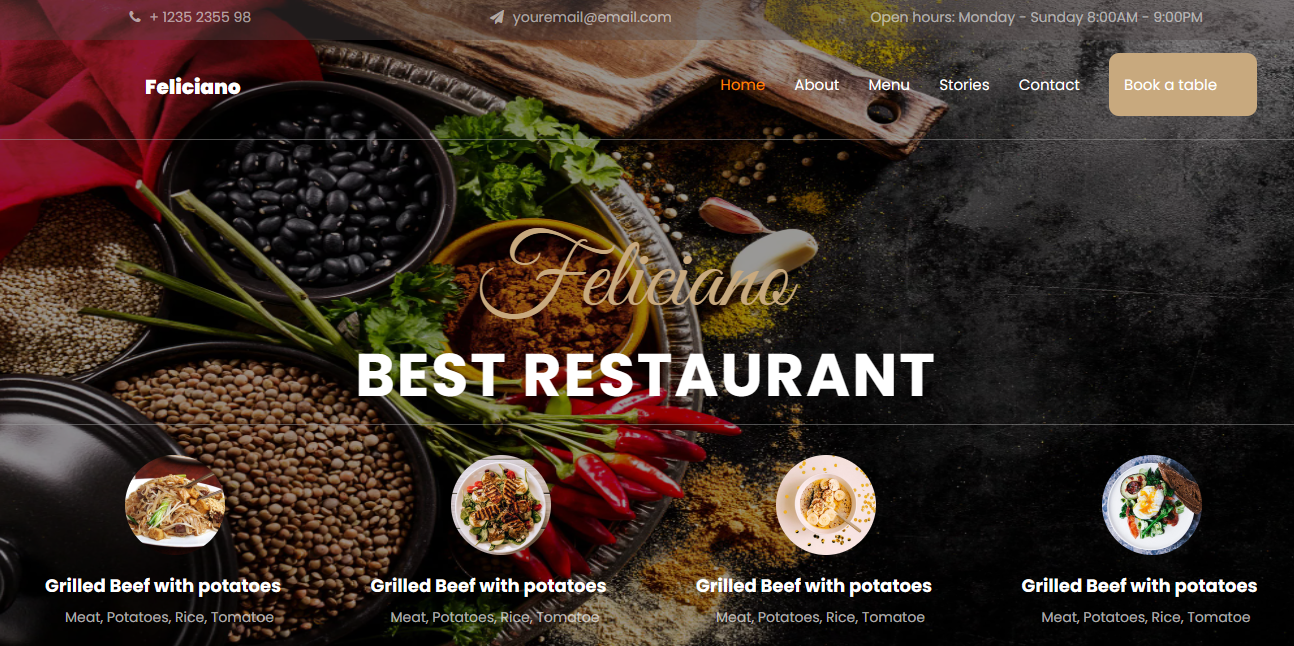 + 1235 2355 98 youremail@email.com Open hours: Monday - Sunday 8:00AM - 9:00PM
Feliciano Home About Menu Stories Contact Book a table
Feliciano
BEST RESTAURANT
Grilled Beef with potatoes Grilled Beef with potatoes Grilled Beef with potatoes Grilled Beef with potatoes
Meat, Potatoes, Rice, Tomatoe Meat, Potatoes, Rice, Tomatoe Meat, Potatoes, Rice, Tomatoe Meat, Potatoes, Rice, Tomatoe